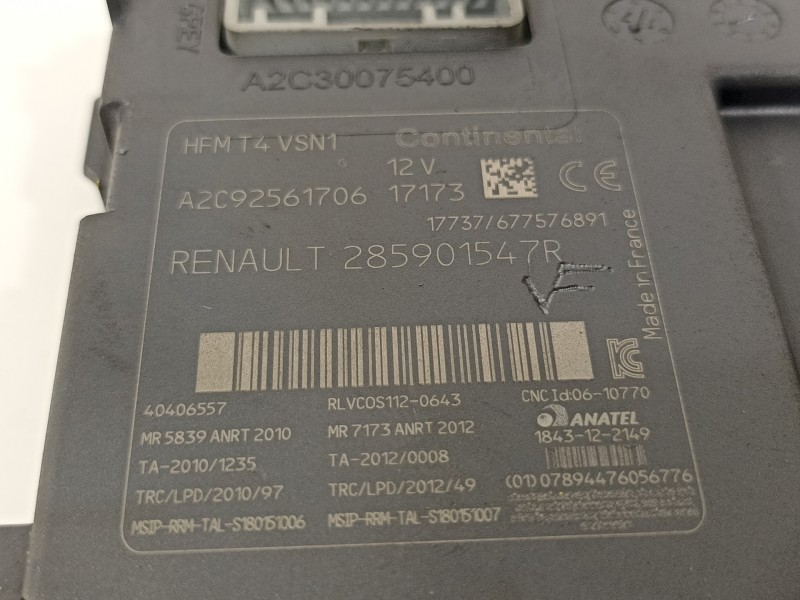 A2C30075400
HFM T4 VSN1
Continental
12 V
A2C92561706
17173
CE
17737/677576891
RENAULT 285901547R
VF
Made in France
40406557
RLVCOS112-0643
CNC Id:06-10770
MR 5839 ANRT 2010
MR 7173 ANRT 2012
ANATEL
1843-12-2149
TA-2010/1235
TA-2012/0008
TRC/LPD/2010/97
TRC/LPD/2012/49
(01) 07894476056776
MSIP-RRM-TAL-S180151006
MSIP-RRM-TAL-S180151007